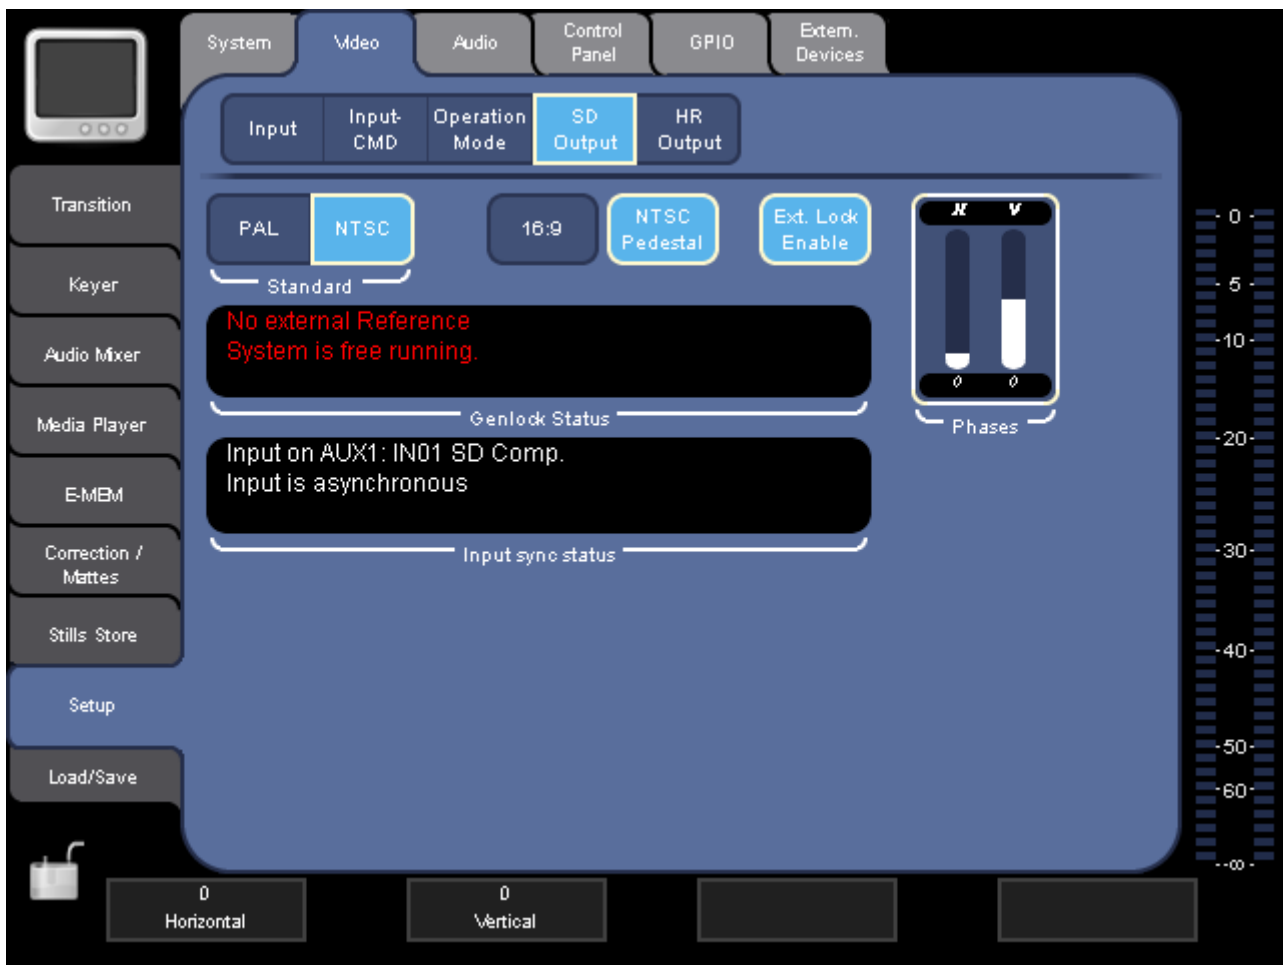 System
Video
Audio
Control
Panel
GPIO
Extern.
Devices
Input
Input-
CMD
Operation
Mode
SD
Output
HR
Output
Transition
Keyer
Audio Mixer
Media Player
E-MEM
Correction /
Mattes
Stills Store
Setup
Load/Save
PAL
NTSC
Standard
16:9
NTSC
Pedestal
Ext. Lock
Enable
H V
0 0
Phases
No external Reference
System is free running.
Genlock Status
Input on AUX1: IN01 SD Comp.
Input is asynchronous
Input sync status
- 0 -
- 5 -
-10-
-20-
-30-
-40-
-50-
-60-
--∞-
0
Horizontal
0
Vertical